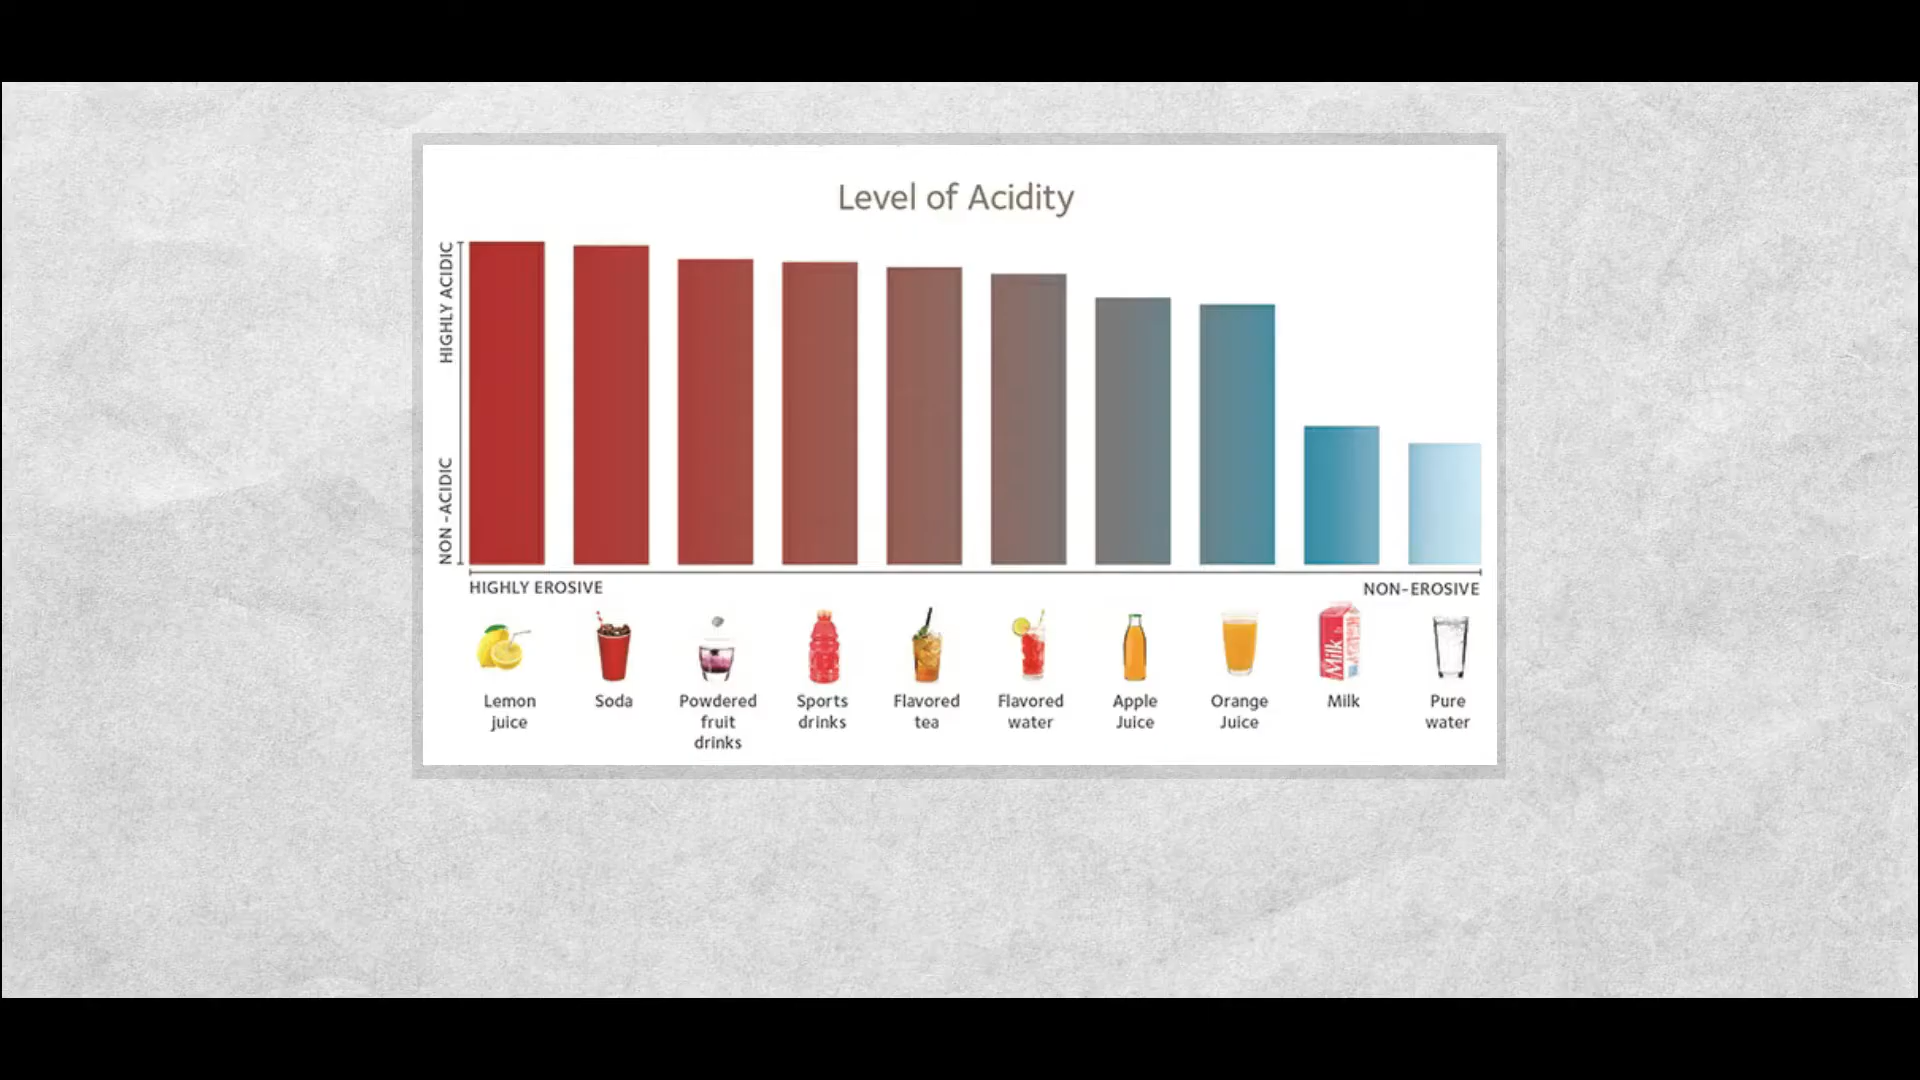 Level of Acidity
HIGHLY ACIDIC
NON-ACIDIC
HIGHLY EROSIVE
NON-EROSIVE
Milk
Lemon
juice
Soda
Powdered
fruit
drinks
Sports
drinks
Flavored
tea
Flavored
water
Apple
Juice
Orange
Juice
Milk
Pure
water